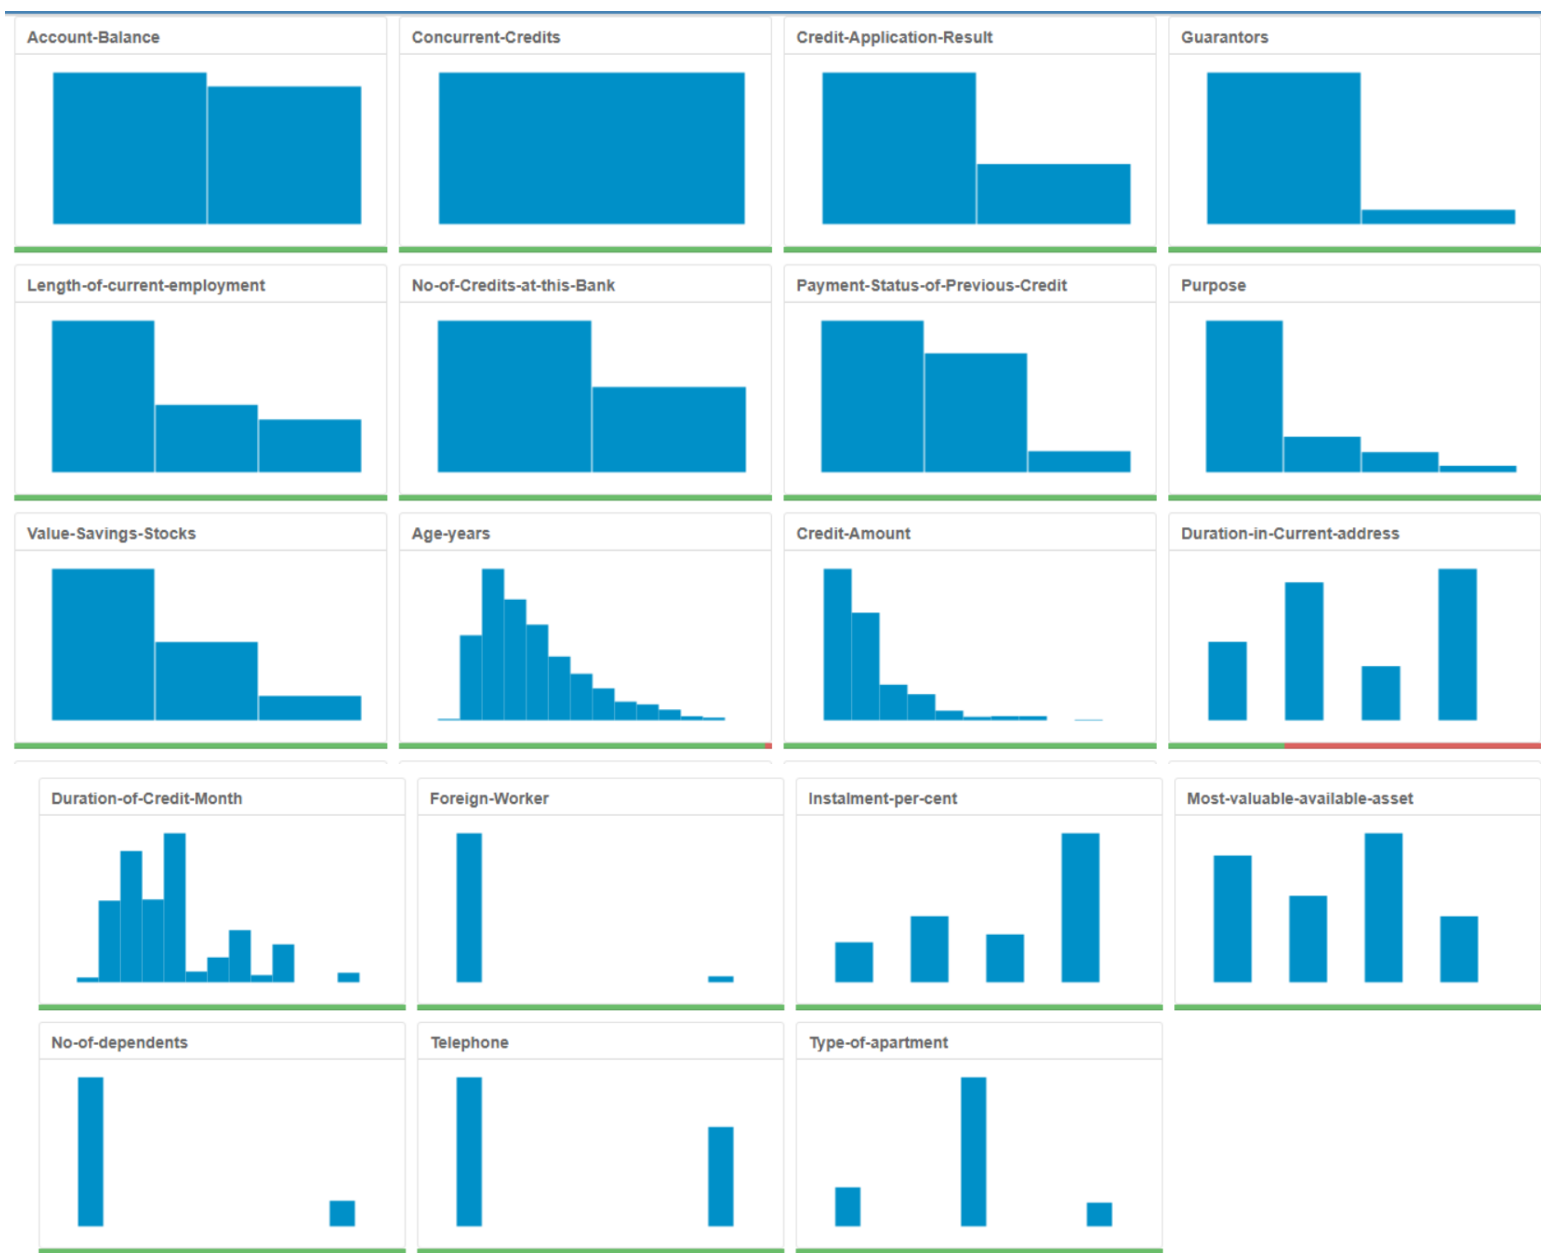 Account-Balance
Concurrent-Credits
Credit-Application-Result
Guarantors
Length-of-current-employment
No-of-Credits-at-this-Bank
Payment-Status-of-Previous-Credit
Purpose
Value-Savings-Stocks
Age-years
Credit-Amount
Duration-in-Current-address
Duration-of-Credit-Month
Foreign-Worker
Instalment-per-cent
Most-valuable-available-asset
No-of-dependents
Telephone
Type-of-apartment